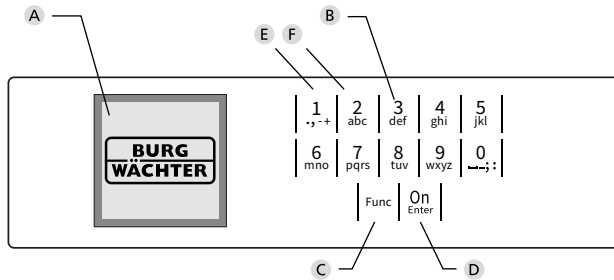 A
B
E F
1 2 3 4 5
.,-+ abc def ghi jkl
BURG
WÄCHTER
6 7 8 9 0
mno pqrs tuv wxyz ⎵–;:
Func On
Enter
C D